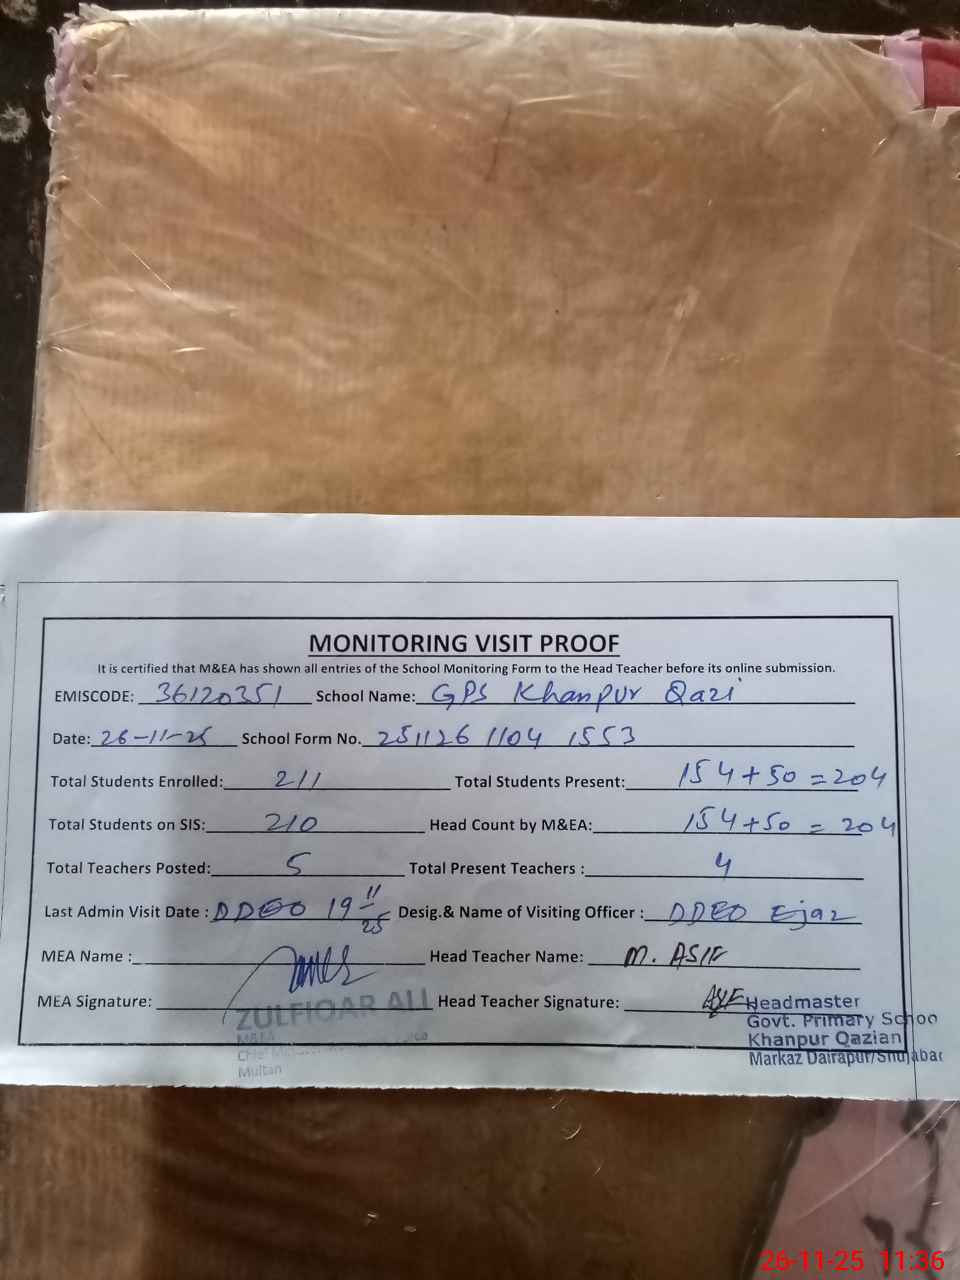 MONITORING VISIT PROOF
It is certified that M&EA has shown all entries of the School Monitoring Form to the Head Teacher before its online submission.
EMISCODE: 36120351 School Name: GPS Khanpur Qazi
Date: 26-11-25 School Form No. 251126 1104 1553
Total Students Enrolled: 211 Total Students Present: 154+50 = 204
Total Students on SIS: 210 Head Count by M&EA: 154+50 = 204
Total Teachers Posted: 5 Total Present Teachers : 4
Last Admin Visit Date : DDEO 19 11/25 Desig.& Name of Visiting Officer : DDEO Ejaz
MEA Name : Head Teacher Name: M. ASIF
MEA Signature: Head Teacher Signature:
ZULFIQAR ALI
M&EA
Multan
Headmaster
Govt. Primary Schoo
Khanpur Qazian
Markaz Dairapur/Shujabad
26-11-25 11:36